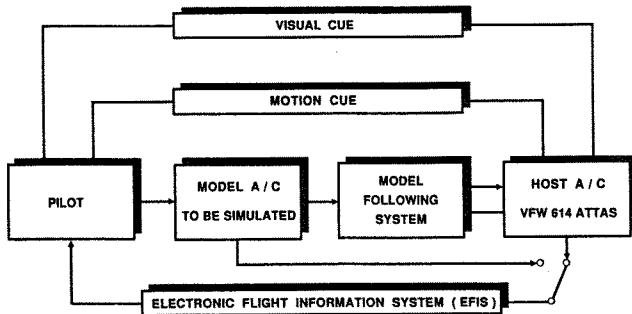 VISUAL CUE
MOTION CUE
PILOT
MODEL A / C
TO BE SIMULATED
MODEL
FOLLOWING
SYSTEM
HOST A / C
VFW 614 ATTAS
ELECTRONIC FLIGHT INFORMATION SYSTEM ( EFIS )